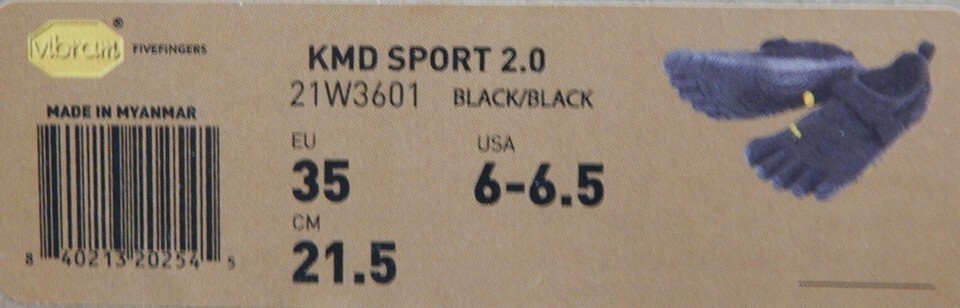 vibram®
FIVEFINGERS
MADE IN MYANMAR
8 40213 20254 5
KMD SPORT 2.0
21W3601 BLACK/BLACK
EU
35
USA
6-6.5
CM
21.5